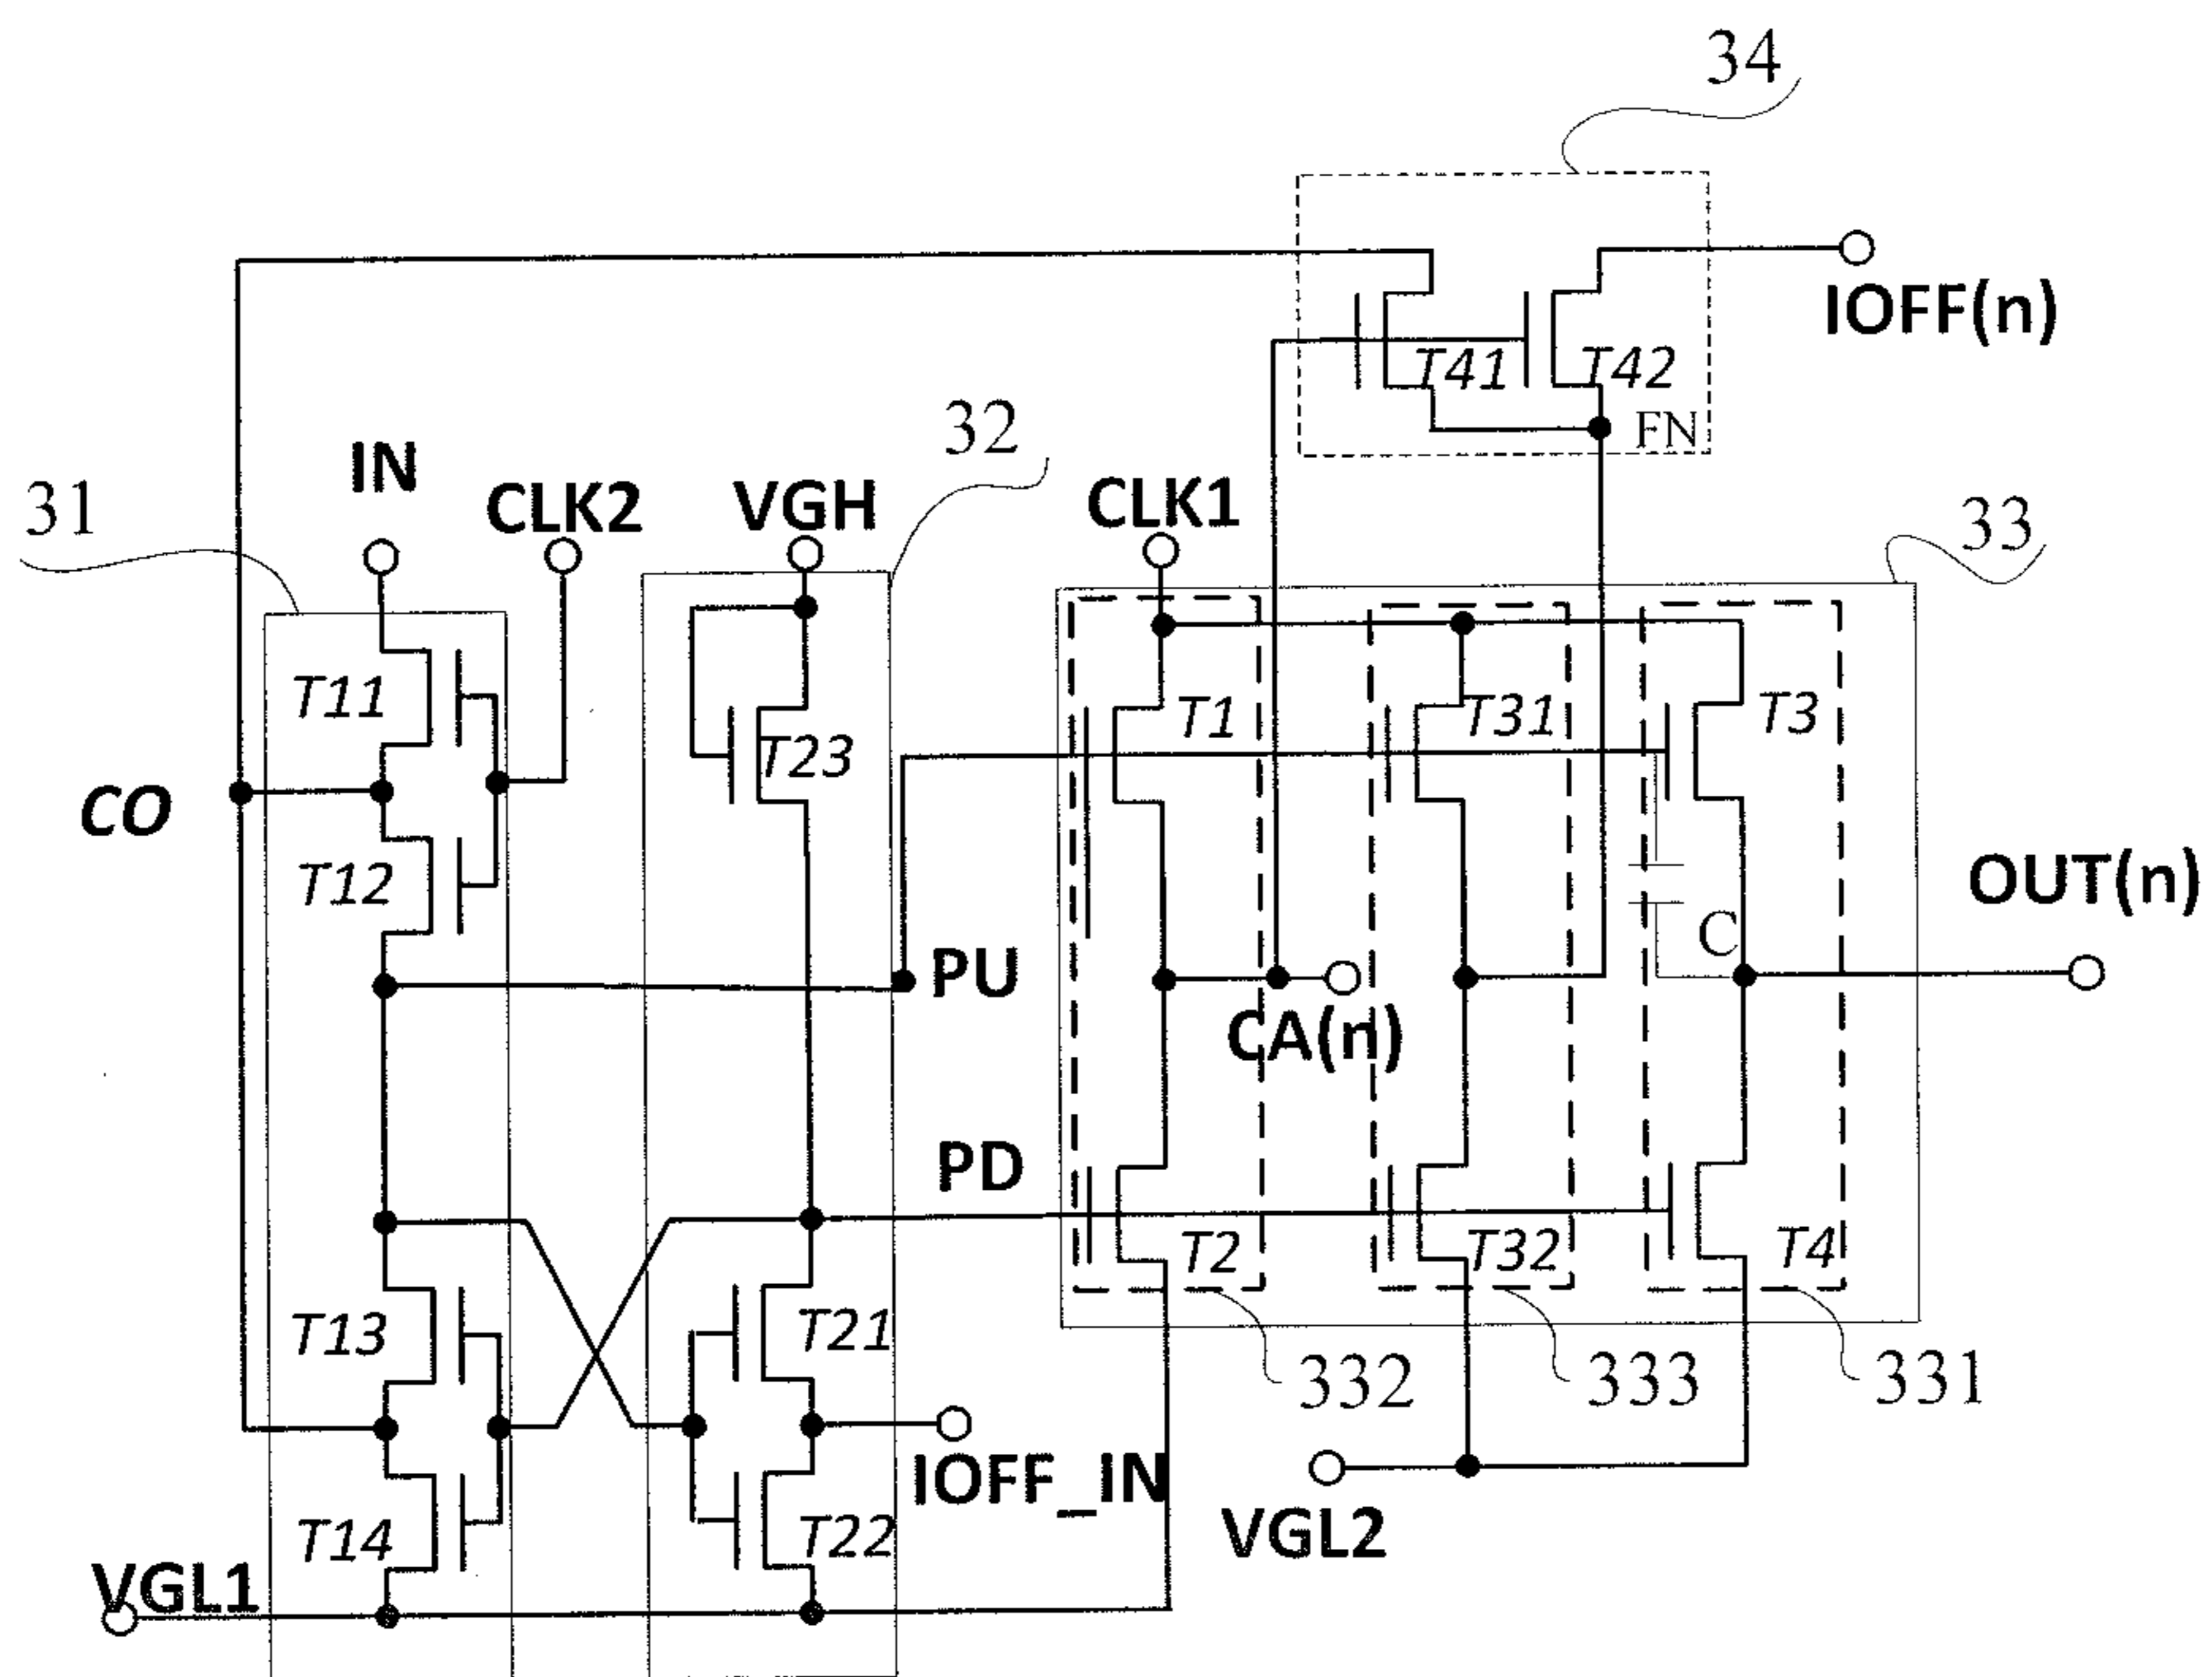 34
IOFF(n)
T41
T42
FN
32
IN
CLK2
VGH
CLK1
31
33
T11
T23
T1
T31
T3
CO
T12
OUT(n)
C
PU
CA(n)
PD
T2
T32
T4
T13
T21
332
333
331
IOFF_IN
T14
T22
VGL2
VGL1